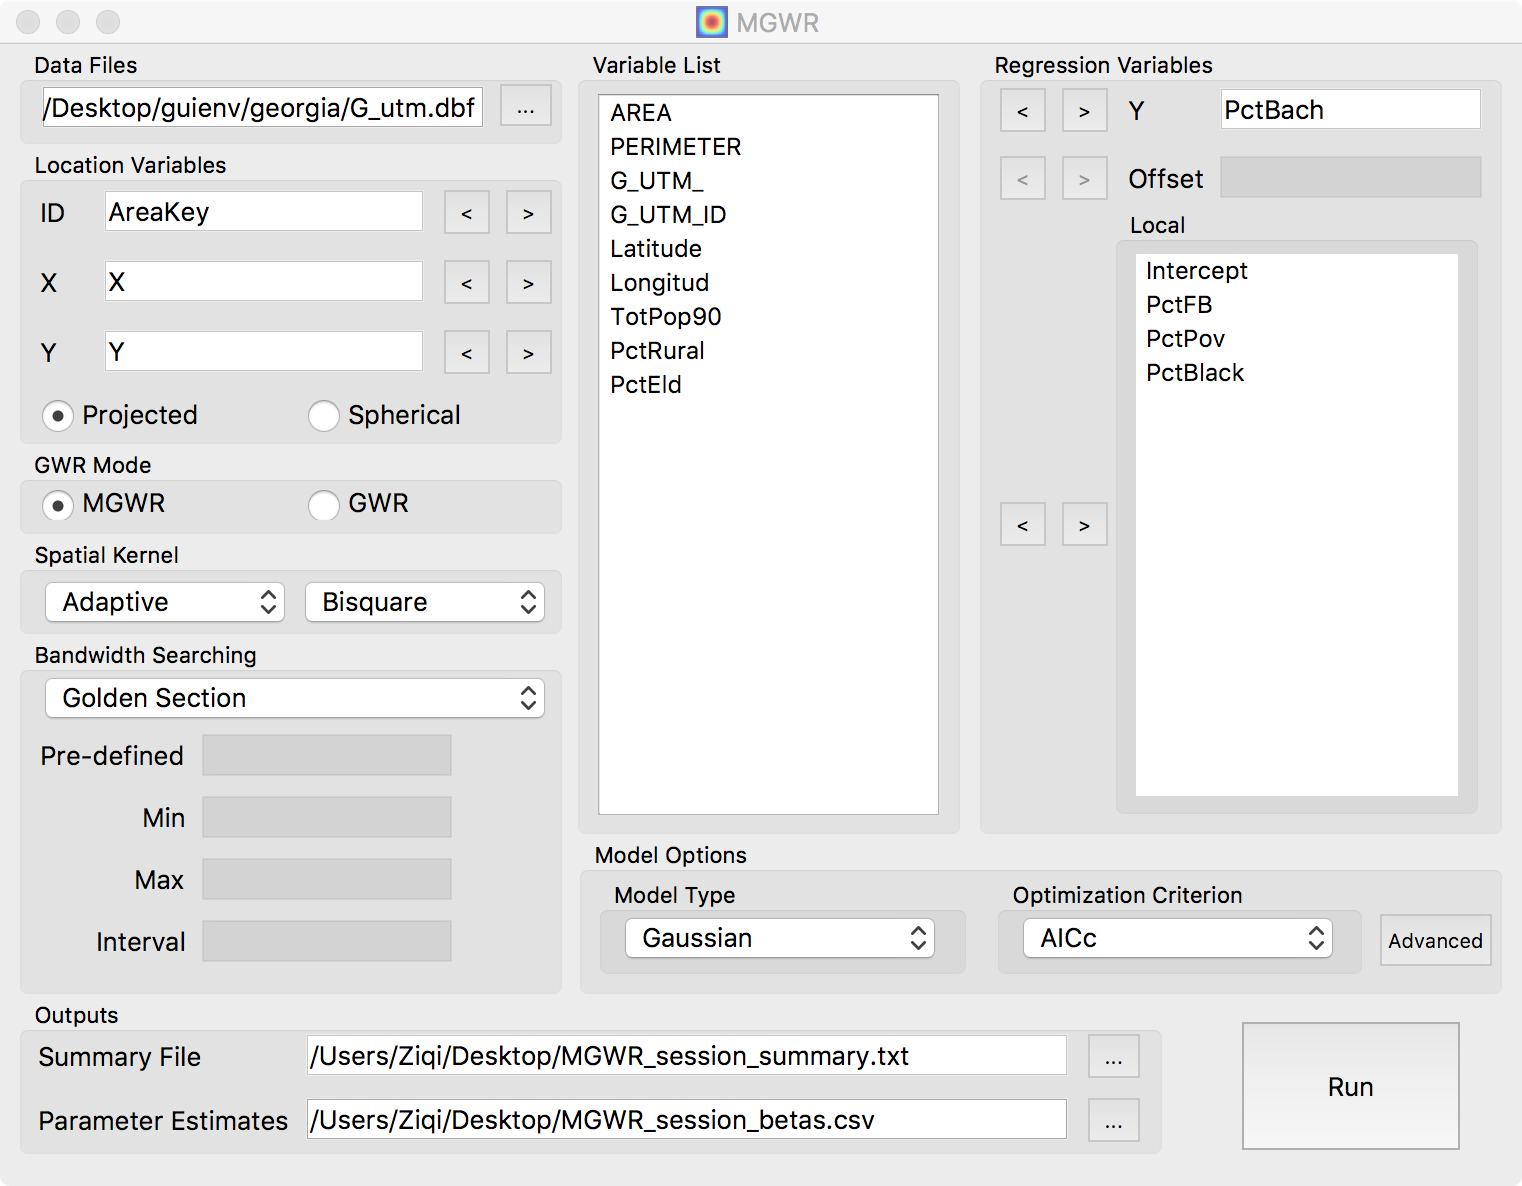 MGWR
Data Files
/Desktop/guienv/georgia/G_utm.dbf ...
Location Variables
ID AreaKey < >
X X < >
Y Y < >
Projected Spherical
GWR Mode
MGWR GWR
Spatial Kernel
Adaptive Bisquare
Bandwidth Searching
Golden Section
Pre-defined
Min
Max
Interval
Variable List
AREA
PERIMETER
G_UTM_
G_UTM_ID
Latitude
Longitud
TotPop90
PctRural
PctEld
Regression Variables
< > Y PctBach
< > Offset
Local
Intercept
PctFB
PctPov
PctBlack
< >
Model Options
Model Type
Gaussian
Optimization Criterion
AICc
Advanced
Outputs
Summary File /Users/Ziqi/Desktop/MGWR_session_summary.txt ...
Parameter Estimates /Users/Ziqi/Desktop/MGWR_session_betas.csv ...
Run